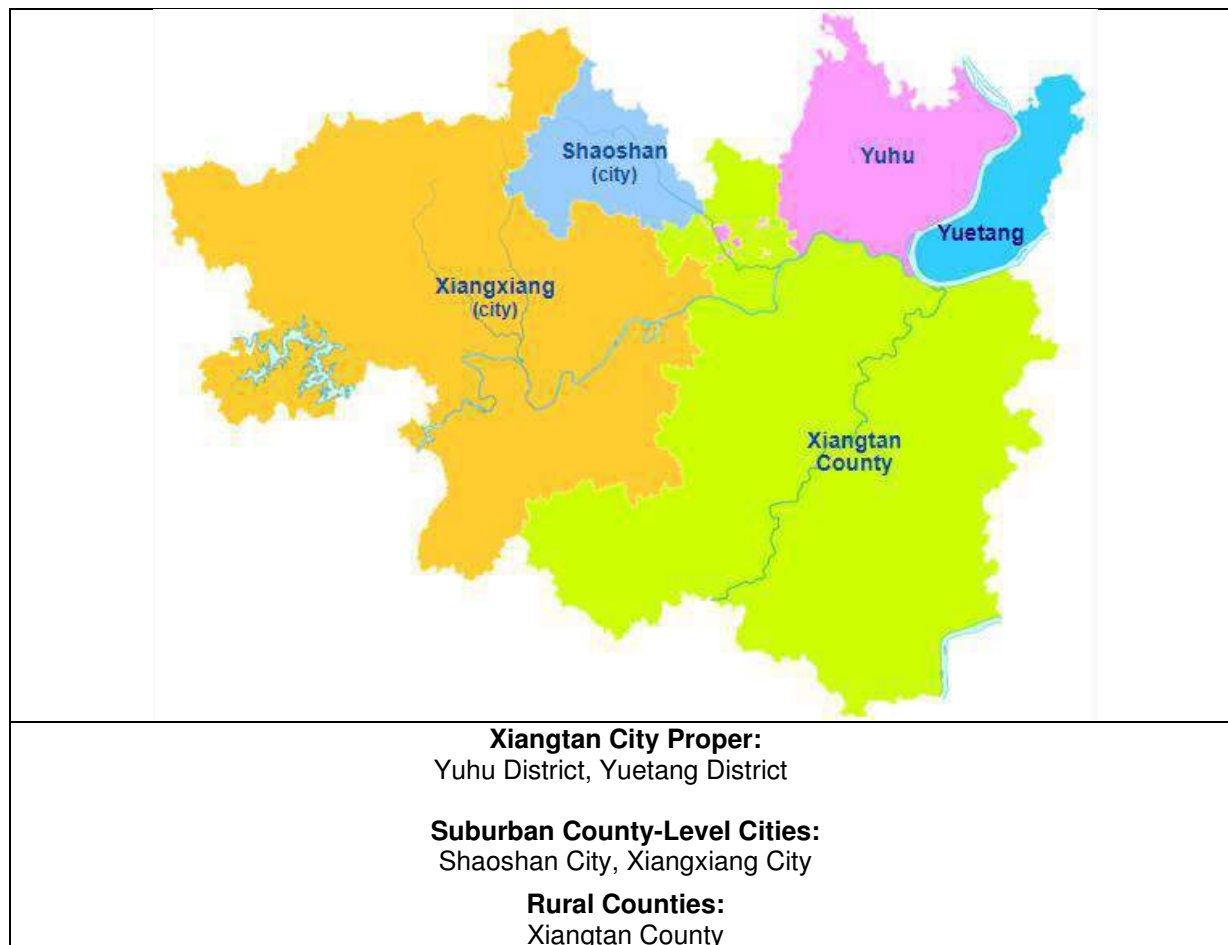 Shaoshan
(city)
Yuhu
Yuetang
Xiangxiang
(city)
Xiangtan
County
Xiangtan City Proper:
Yuhu District, Yuetang District
Suburban County-Level Cities:
Shaoshan City, Xiangxiang City
Rural Counties:
Xiangtan County